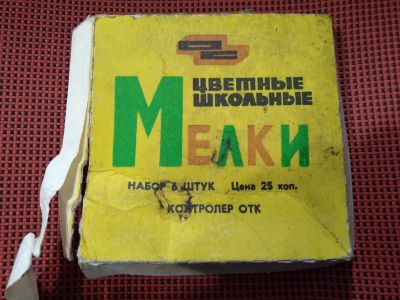 ЦВЕТНЫЕ
ШКОЛЬНЫЕ
МЕЛКИ
НАБОР 6 ШТУК Цена 25 коп.
КОНТРОЛЕР ОТК